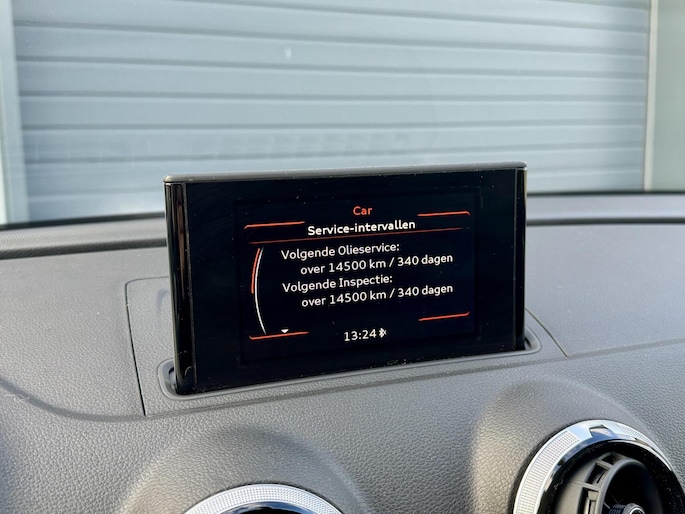 Car
Service-intervallen
Volgende Olieservice:
over 14500 km / 340 dagen
Volgende Inspectie:
over 14500 km / 340 dagen
13:24